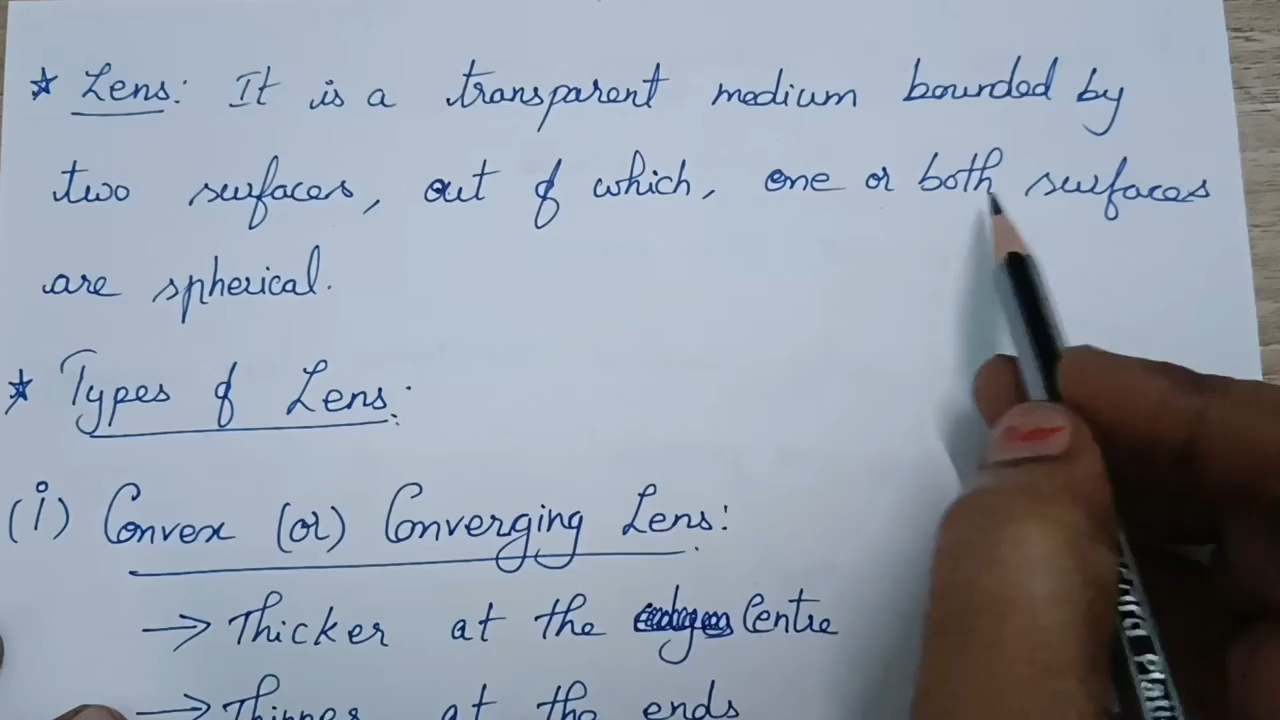 * Lens: It is a transparent medium bounded by
two surfaces, out of which, one or both surfaces
are spherical.
* Types of Lens:
(i) Convex (or) Converging Lens:
→ Thicker at the Centre
→ Thinner at the ends